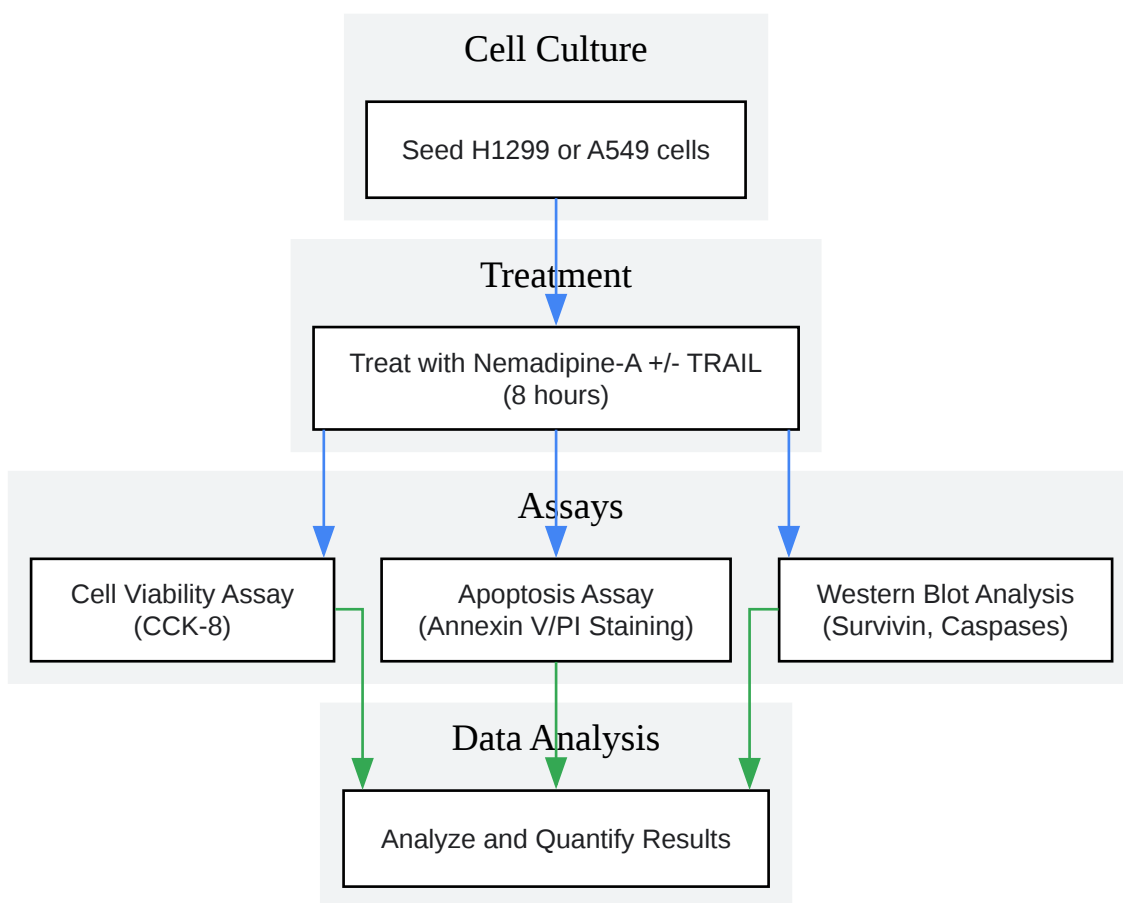 Cell Culture
Seed H1299 or A549 cells
Treatment
Treat with Nemadipine-A +/- TRAIL
(8 hours)
Assays
Cell Viability Assay
(CCK-8)
Apoptosis Assay
(Annexin V/PI Staining)
Western Blot Analysis
(Survivin, Caspases)
Data Analysis
Analyze and Quantify Results